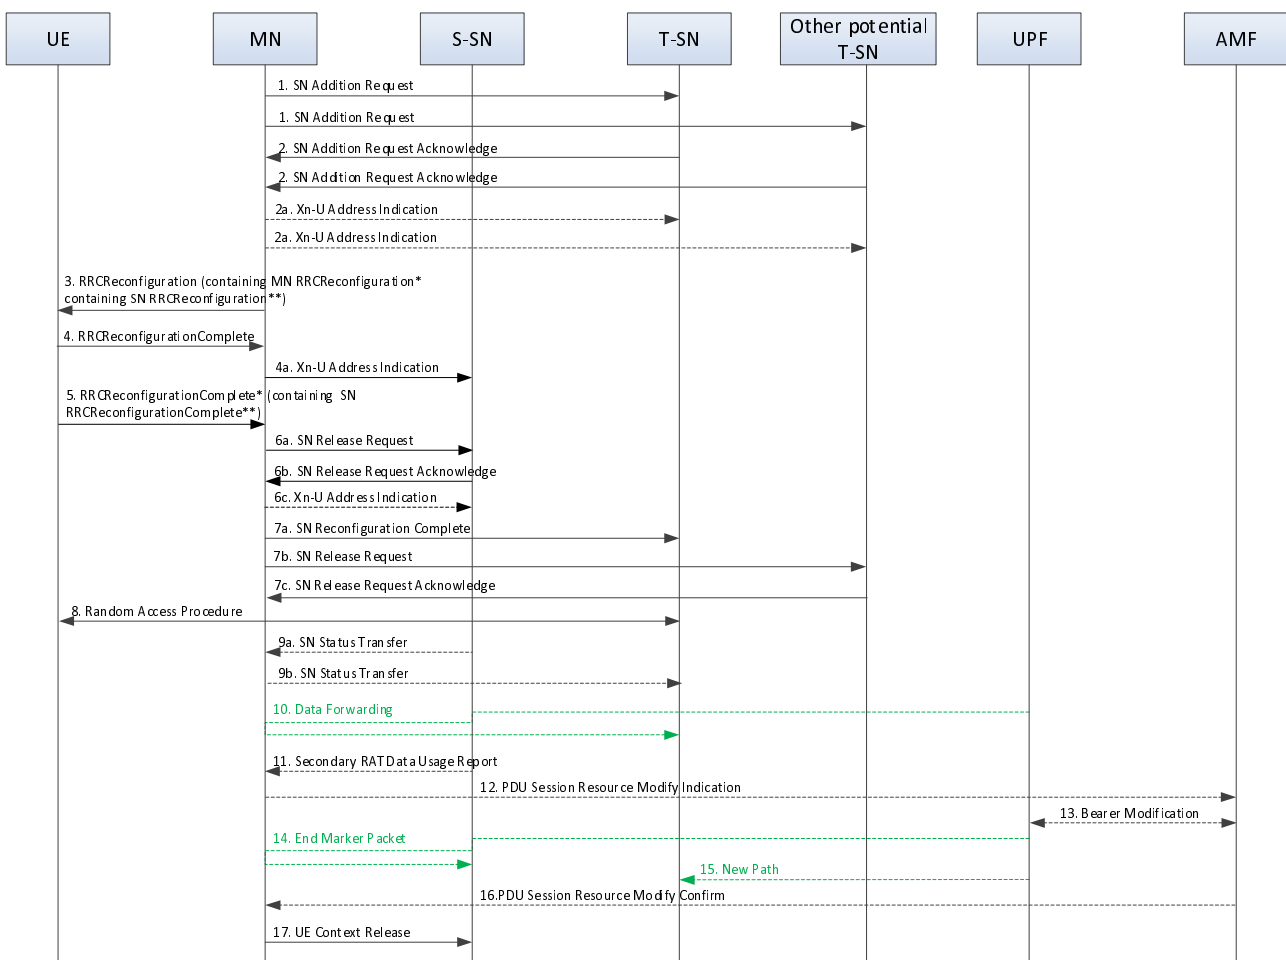 UE
MN
S-SN
T-SN
Other potential
T-SN
UPF
AMF
1. SN Addition Request
1. SN Addition Request
2. SN Addition Request Acknowledge
2. SN Addition Request Acknowledge
2a. Xn-U Address Indication
2a. Xn-U Address Indication
3. RRCReconfiguration (containing MN RRCReconfiguration*
containing SN RRCReconfiguration**)
4. RRCReconfigurationComplete
4a. Xn-U Address Indication
5. RRCReconfigurationComplete* (containing SN
RRCReconfigurationComplete**)
6a. SN Release Request
6b. SN Release Request Acknowledge
6c. Xn-U Address Indication
7a. SN Reconfiguration Complete
7b. SN Release Request
7c. SN Release Request Acknowledge
8. Random Access Procedure
9a. SN Status Transfer
9b. SN Status Transfer
10. Data Forwarding
11. Secondary RAT Data Usage Report
12. PDU Session Resource Modify Indication
13. Bearer Modification
14. End Marker Packet
15. New Path
16.PDU Session Resource Modify Confirm
17. UE Context Release